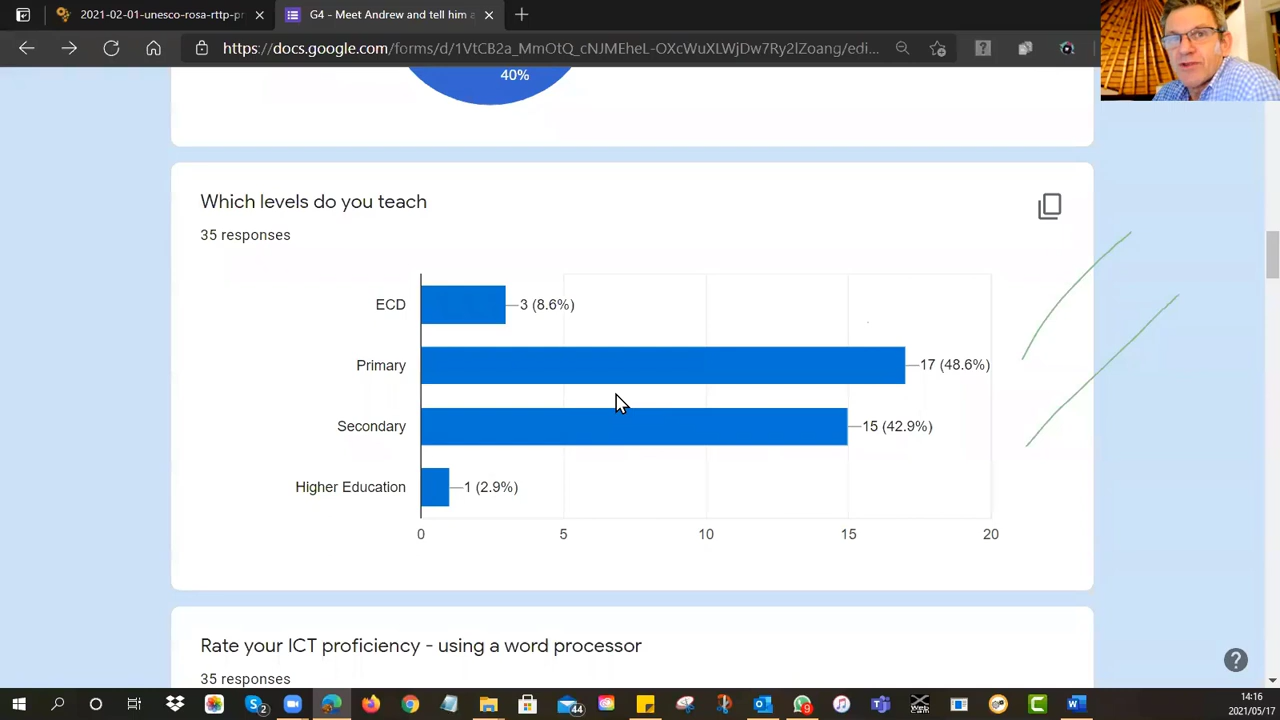 2021-02-01-unesco-rosa-rttp-pr
G4 - Meet Andrew and tell him a
https://docs.google.com/forms/d/1VtCB2a_MmOtQ_cNJMEheL-OXcWuXLWjDw7Ry2lZoang/edi...
40%
Which levels do you teach
35 responses
ECD 3 (8.6%)
Primary 17 (48.6%)
Secondary 15 (42.9%)
Higher Education 1 (2.9%)
0 5 10 15 20
Rate your ICT proficiency - using a word processor
35 responses
2 44 9
14:16
2021/05/17